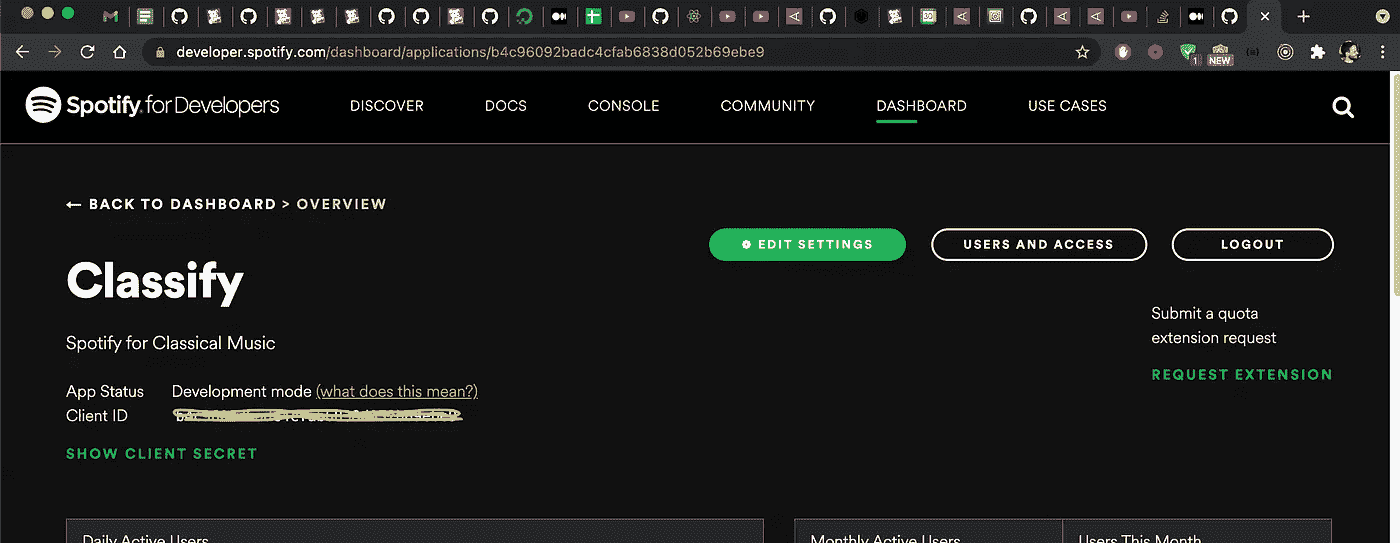 30
developer.spotify.com/dashboard/applications/b4c96092badc4cfab6838d052b69ebe9
1
NEW
Spotify for Developers DISCOVER DOCS CONSOLE COMMUNITY DASHBOARD USE CASES
← BACK TO DASHBOARD > OVERVIEW
EDIT SETTINGS USERS AND ACCESS LOGOUT
Classify
Submit a quota
extension request
REQUEST EXTENSION
Spotify for Classical Music
App Status Development mode (what does this mean?)
Client ID
SHOW CLIENT SECRET
Daily Active Users Monthly Active Users Users This Month